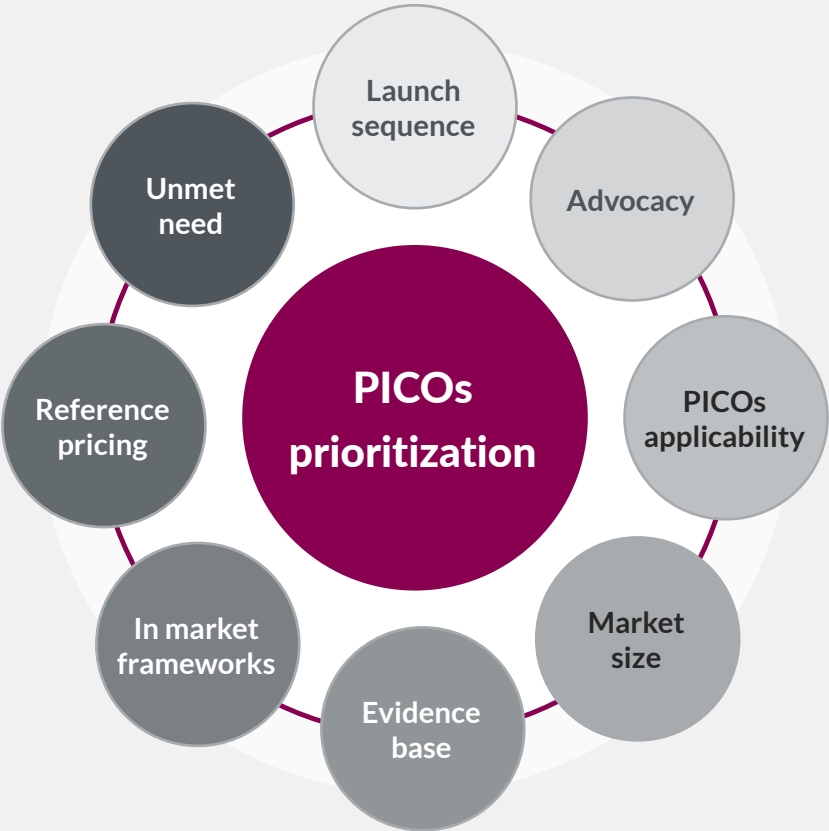 Launch
sequence
Advocacy
PICOs
applicability
Market
size
Evidence
base
In market
frameworks
Reference
pricing
Unmet
need
PICOs
prioritization